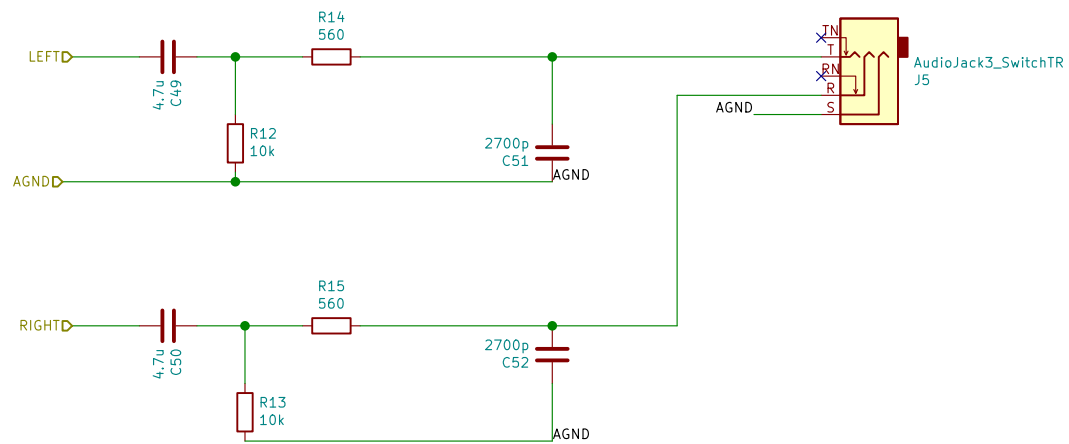 R14
560
LEFT
4.7u
C49
R12
10k
2700p
C51
AGND
AGND
TN
T
RN
R
S
AGND
AudioJack3_SwitchTR
J5
R15
560
RIGHT
4.7u
C50
2700p
C52
R13
10k
AGND